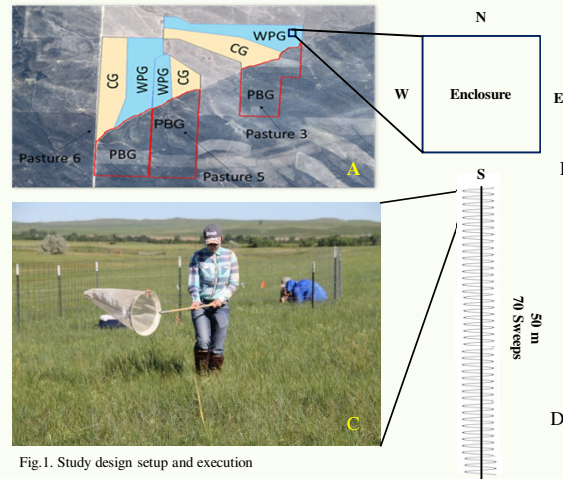 WPG
CG
CG
WPG
WPG
CG
PBG
PBG
PBG
Pasture 3
Pasture 6
Pasture 5
A
N
W
Enclosure
E
S
50 m
70 Sweeps
C
D
Fig.1. Study design setup and execution